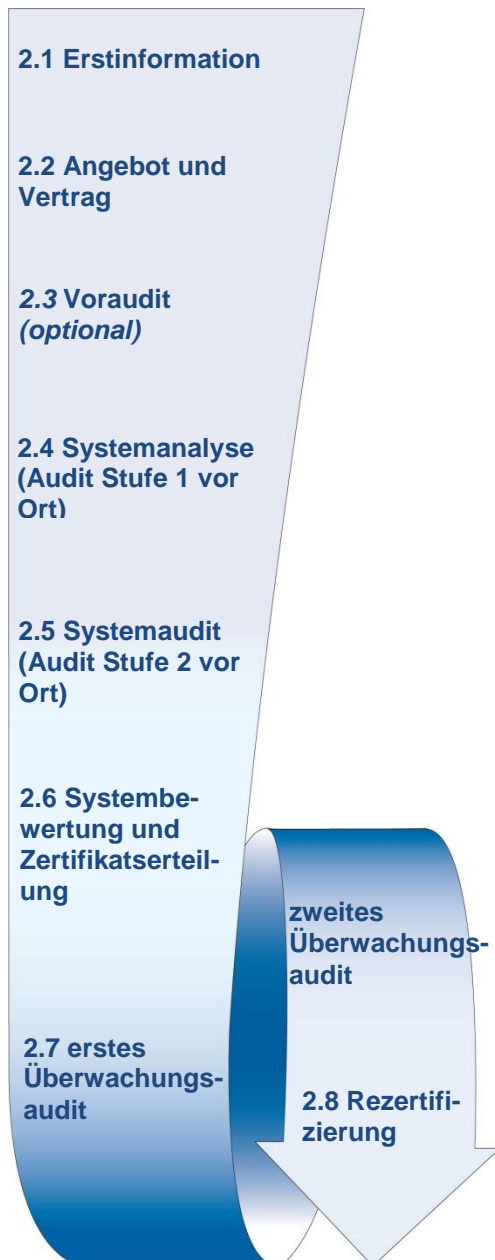 2.1 Erstinformation
2.2 Angebot und
Vertrag
2.3 Voraudit
(optional)
2.4 Systemanalyse
(Audit Stufe 1 vor
Ort)
2.5 Systemaudit
(Audit Stufe 2 vor
Ort)
2.6 Systembe-
wertung und
Zertifikatserteil-
ung
2.7 erstes
Überwachungs-
audit
zweites
Überwachungs-
audit
2.8 Rezertifi-
zierung